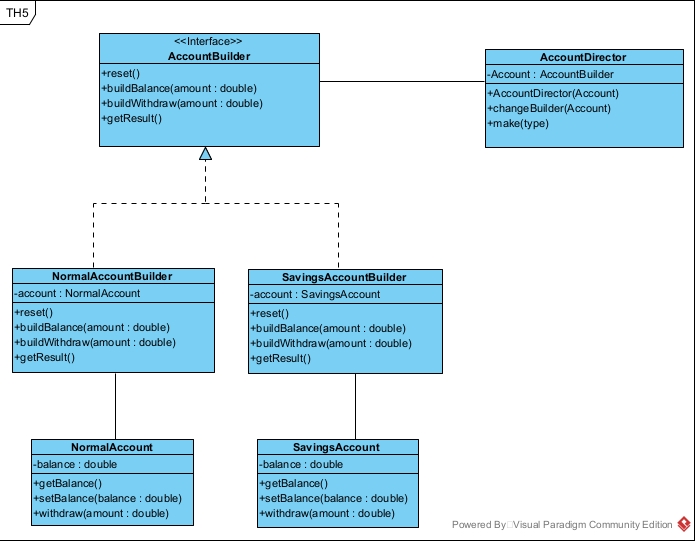 TH5
<<Interface>>
AccountBuilder
+reset()
+buildBalance(amount : double)
+buildWithdraw(amount : double)
+getResult()
AccountDirector
-Account : AccountBuilder
+AccountDirector(Account)
+changeBuilder(Account)
+make(type)
NormalAccountBuilder
-account : NormalAccount
+reset()
+buildBalance(amount : double)
+buildWithdraw(amount : double)
+getResult()
SavingsAccountBuilder
-account : SavingsAccount
+reset()
+buildBalance(amount : double)
+buildWithdraw(amount : double)
+getResult()
NormalAccount
-balance : double
+getBalance()
+setBalance(balance : double)
+withdraw(amount : double)
SavingsAccount
-balance : double
+getBalance()
+setBalance(balance : double)
+withdraw(amount : double)
Powered By Visual Paradigm Community Edition